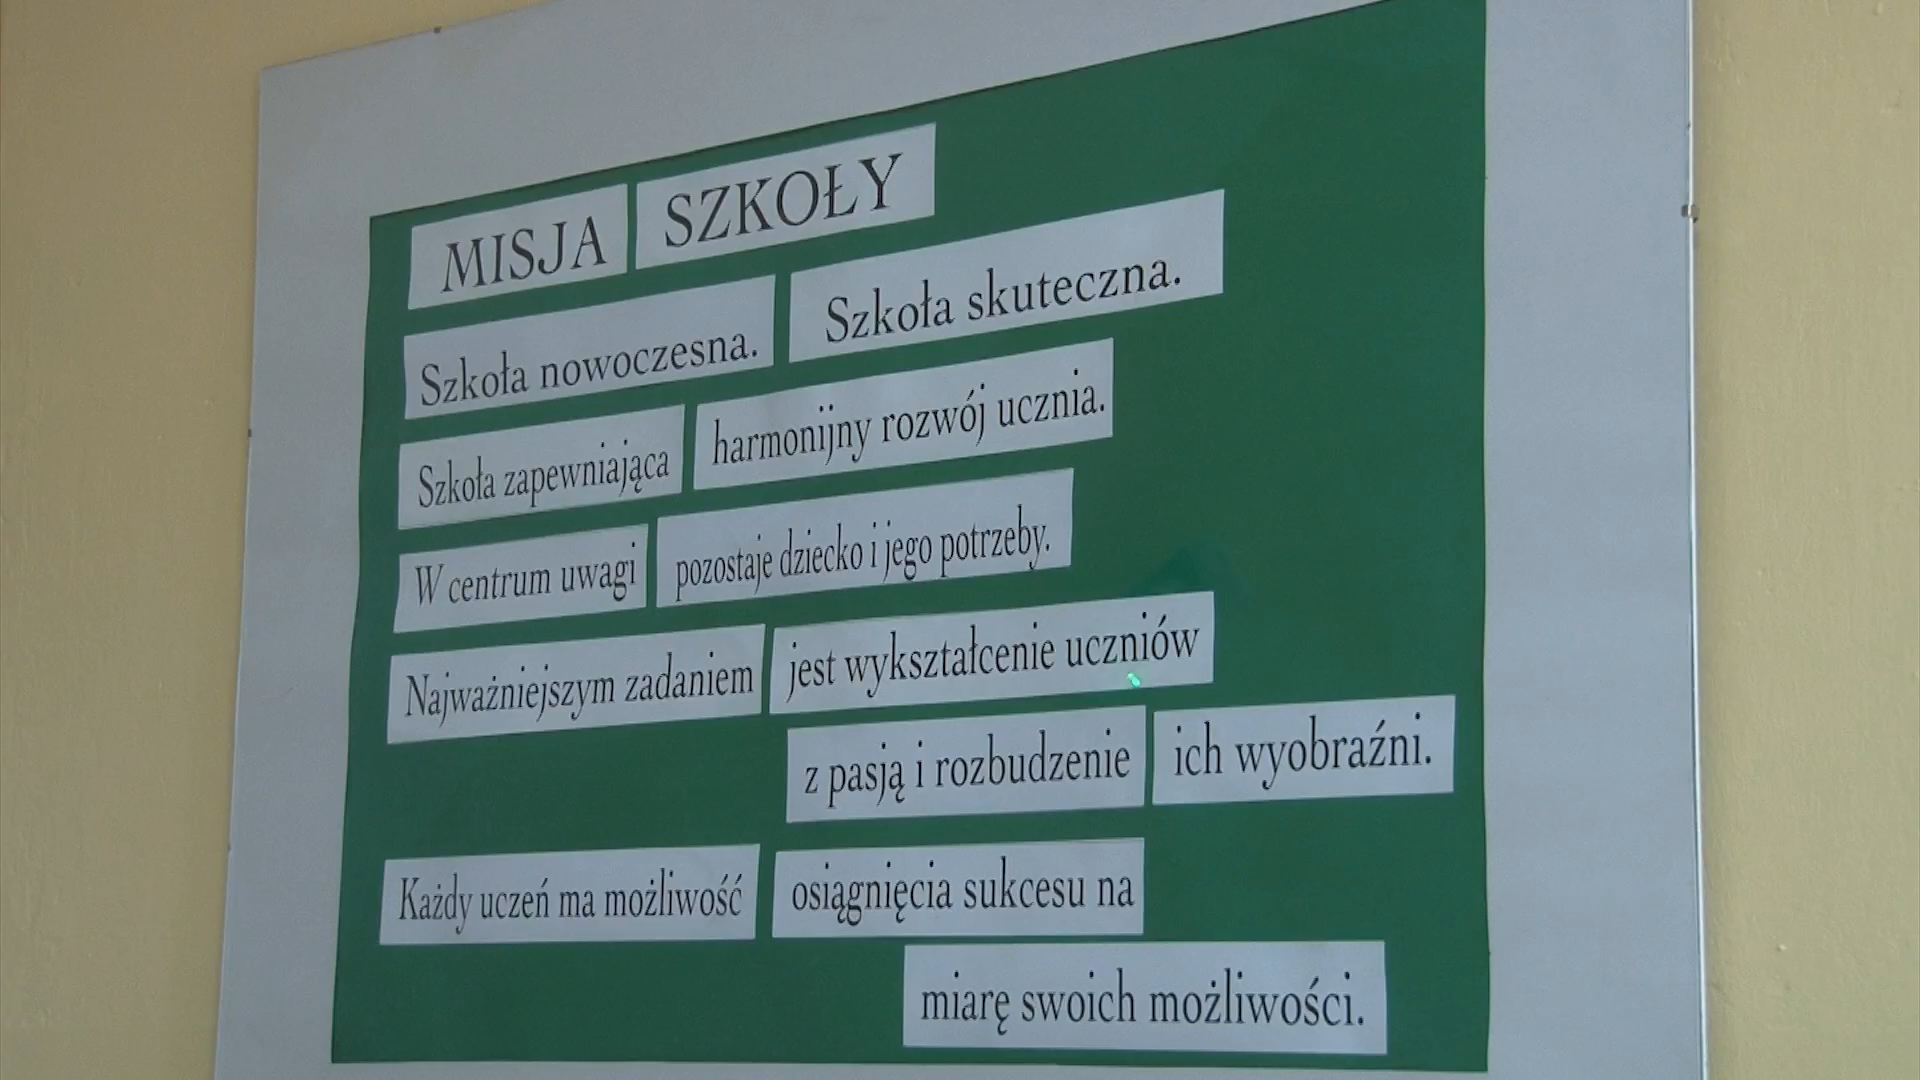 MISJA SZKOŁY
Szkoła nowoczesna. Szkoła skuteczna.
Szkoła zapewniająca harmonijny rozwój ucznia.
W centrum uwagi pozostaje dziecko i jego potrzeby.
Najważniejszym zadaniem jest wykształcenie uczniów
z pasją i rozbudzenie ich wyobraźni.
Każdy uczeń ma możliwość osiągnięcia sukcesu na
miarę swoich możliwości.